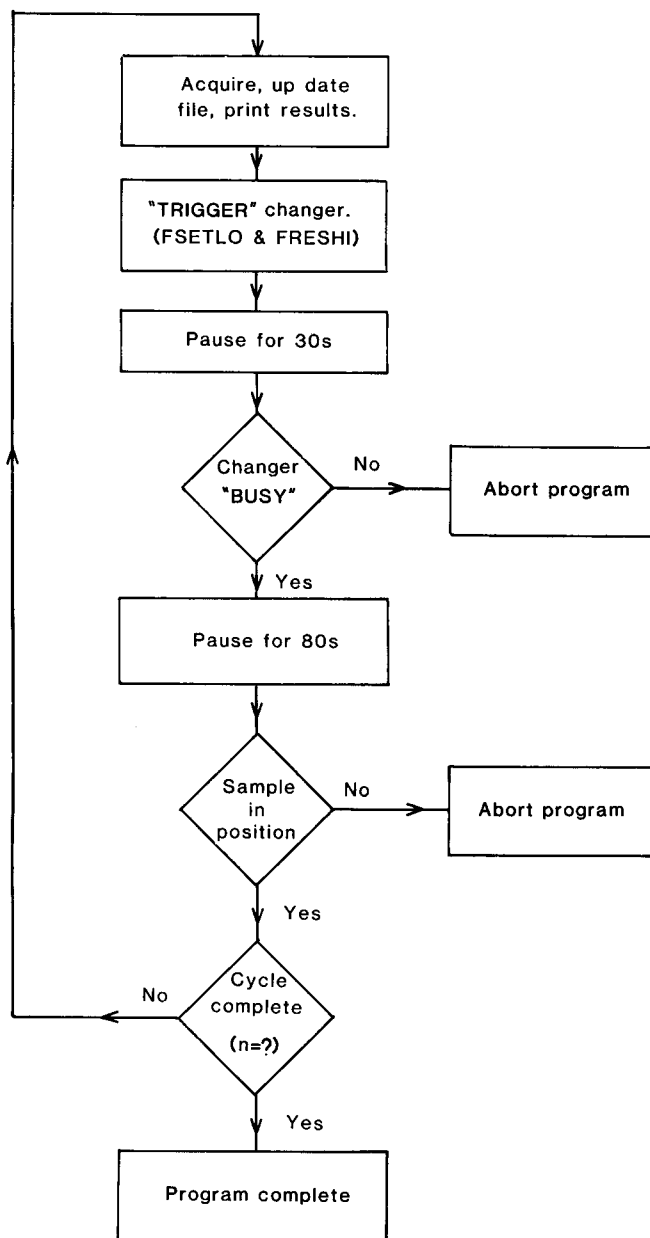 Acquire, up date
file, print results.
"TRIGGER" changer.
(FSETLO & FRESHI)
Pause for 30s
Changer
"BUSY"
No
Abort program
Yes
Pause for 80s
Sample
in
position
No
Abort program
Yes
Cycle
complete
(n=?)
No
Yes
Program complete